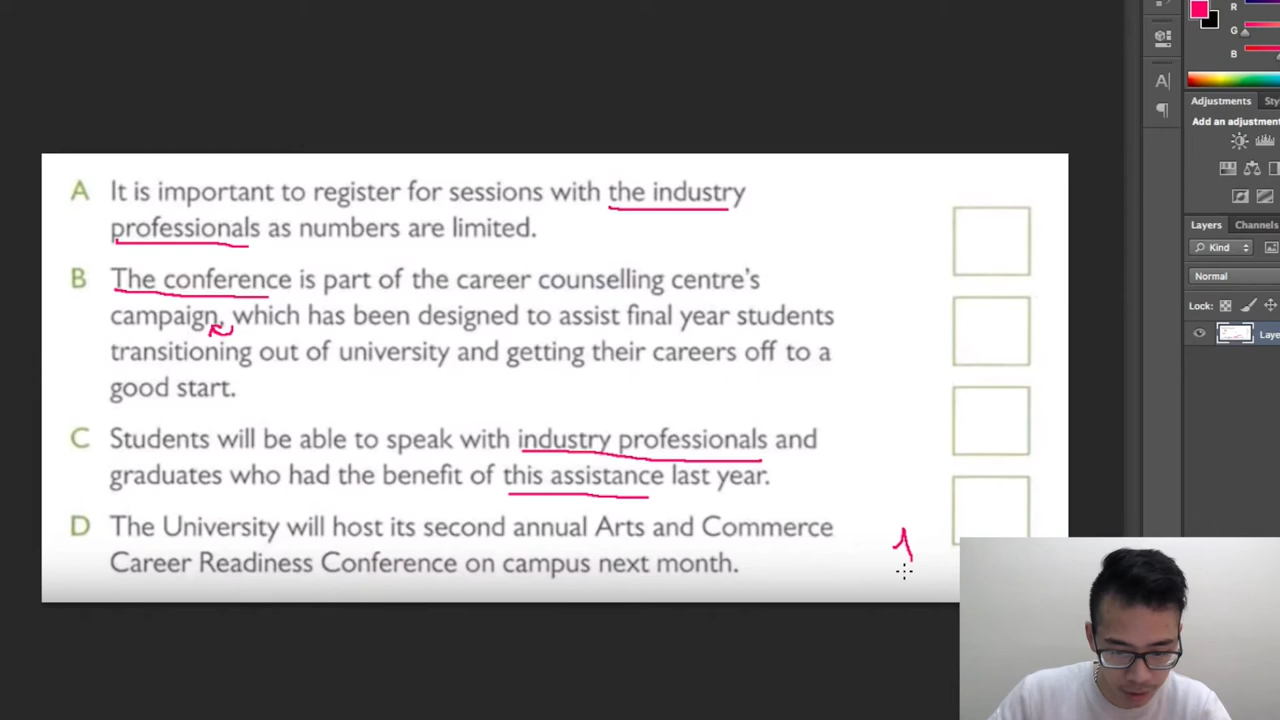 R
G
B
A|
¶
Adjustments
Add an adjustment
Layers Channels
Kind
Normal
Lock:
A It is important to register for sessions with the industry
professionals as numbers are limited.
B The conference is part of the career counselling centre's
campaign, which has been designed to assist final year students
transitioning out of university and getting their careers off to a
good start.
C Students will be able to speak with industry professionals and
graduates who had the benefit of this assistance last year.
D The University will host its second annual Arts and Commerce
Career Readiness Conference on campus next month.
1